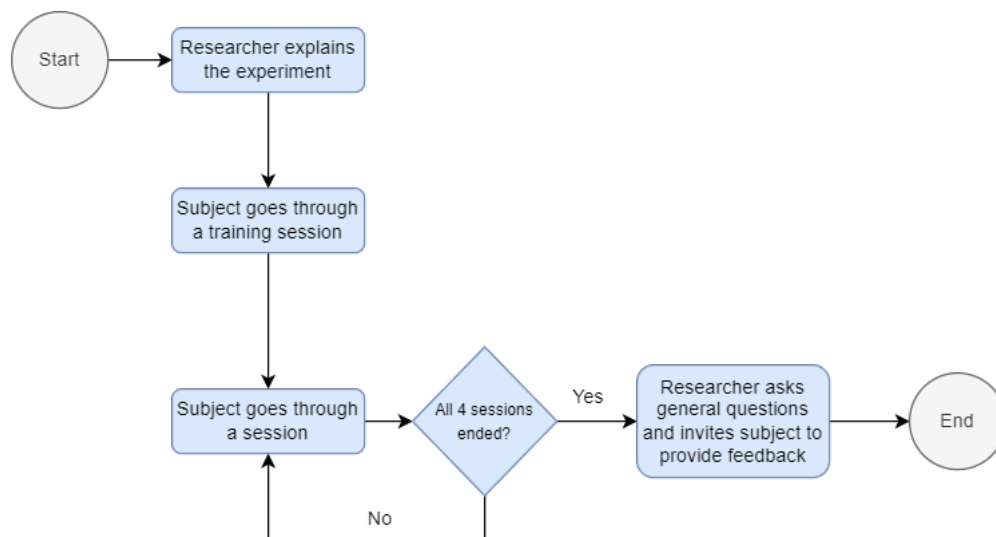 Start
Researcher explains
the experiment
Subject goes through
a training session
Subject goes through
a session
All 4 sessions
ended?
Yes
Researcher asks
general questions
and invites subject to
provide feedback
End
No